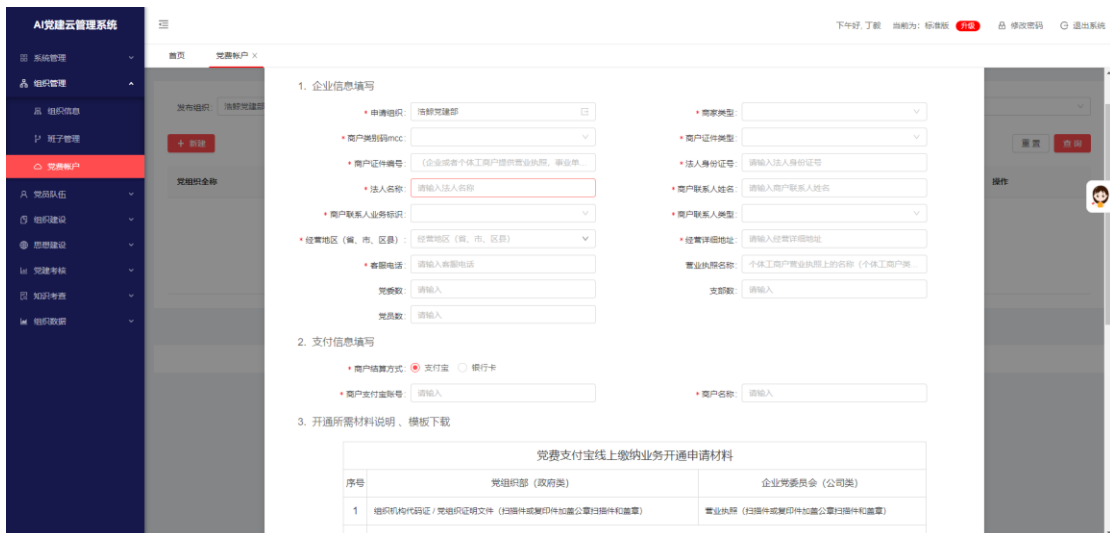 AI党建云管理系统
下午好, 丁毅 当前为: 标准版 升级 修改密码 退出系统
系统管理
首页 党费帐户 ×
组织管理
组织信息
班子管理
党费帐户
党员队伍
组织建设
思想建设
党建考核
知识考查
组织数据
发布组织: 浩鲸党建部
+ 新建
重置 查询
党组织全称
操作
1. 企业信息填写
* 申请组织: 浩鲸党建部
* 商家类型:
* 商户类别码mcc:
* 商户证件类型:
* 商户证件编号: (企业或者个体工商户提供营业执照、事业单...
* 法人身份证号: 请输入法人身份证号
* 法人名称: 请输入法人名称
* 商户联系人姓名: 请输入商户联系人姓名
* 商户联系人业务标识:
* 商户联系人类型:
* 经营地区(省、市、区县): 经营地区(省、市、区县)
* 经营详细地址: 请输入经营详细地址
* 客服电话: 请输入客服电话
营业执照名称: 个体工商户营业执照上的名称(个体工商户类...
党委数: 请输入
支部数: 请输入
党员数: 请输入
2. 支付信息填写
* 商户结算方式: 支付宝 银行卡
* 商户支付宝账号: 请输入
* 商户名称: 请输入
3. 开通所需材料说明 、模板下载
党费支付宝线上缴纳业务开通申请材料
序号 党组织部(政府类) 企业党委员会(公司类)
1 组织机构代码证 / 党组织证明文件(扫描件或复印件加盖公章扫描件和盖章) 营业执照(扫描件或复印件加盖公章扫描件和盖章)